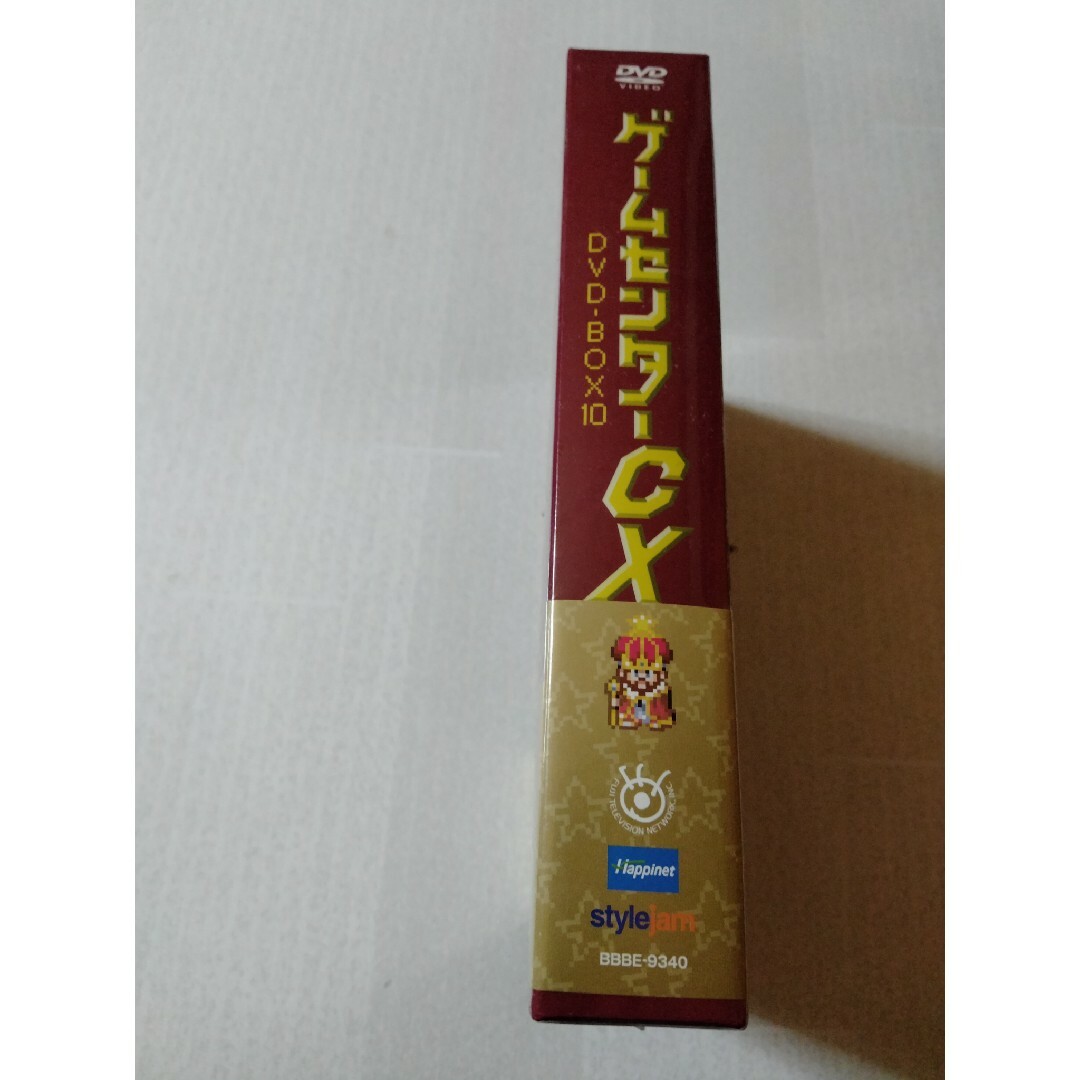 DVD
VIDEO
ゲームセンターCX
DVD-BOX10
FUJI TELEVISION NETWORK, INC.
Happinet
stylejam
BBBE-9340